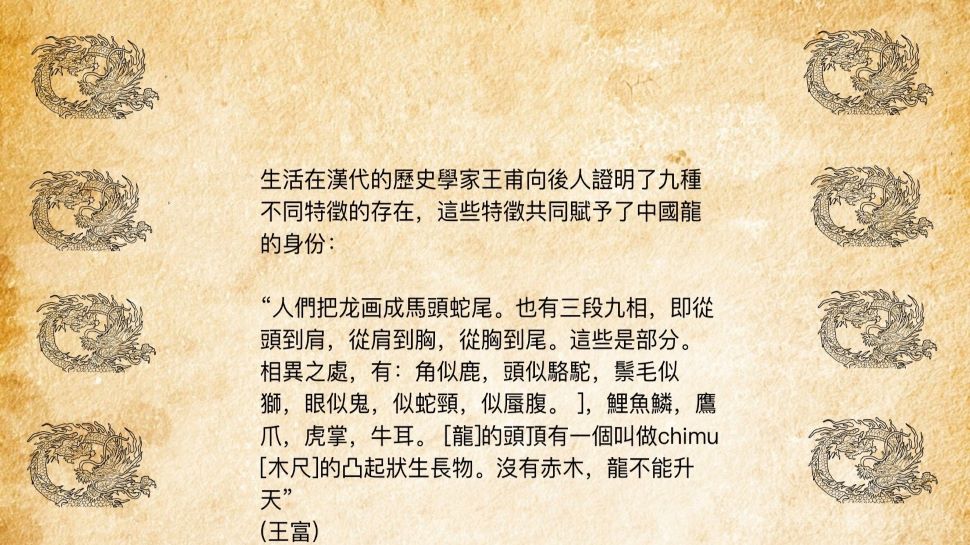 生活在漢代的歷史學家王甫向後人證明了九種
不同特徵的存在，這些特徵共同賦予了中國龍
的身份：
“人們把龙画成馬頭蛇尾。也有三段九相，即從
頭到肩，從肩到胸，從胸到尾。這些是部分。
相異之處，有：角似鹿，頭似駱駝，鬃毛似
獅，眼似鬼，似蛇頸，似蜃腹。 ]，鯉魚鱗，鷹
爪，虎掌，牛耳。 [龍]的頭頂有一個叫做chimu
[木尺]的凸起狀生長物。沒有赤木，龍不能升
天”
(王富)